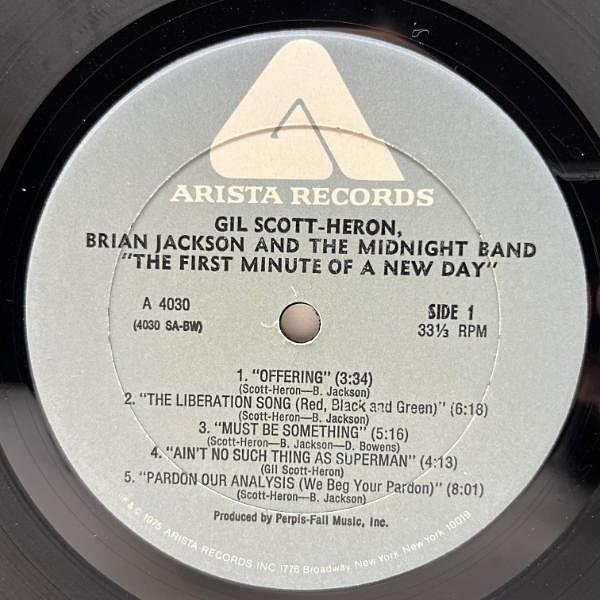 ARISTA RECORDS
GIL SCOTT-HERON,
BRIAN JACKSON AND THE MIDNIGHT BAND
"THE FIRST MINUTE OF A NEW DAY"
A 4030
(4030 SA-BW)
SIDE 1
33⅓ RPM
1. "OFFERING" (3:34)
(Scott-Heron—B. Jackson)
2. "THE LIBERATION SONG (Red, Black and Green)" (6:18)
(Scott-Heron—B. Jackson)
3. "MUST BE SOMETHING" (5:16)
(Scott-Heron—B. Jackson—D. Bowens)
4. "AIN'T NO SUCH THING AS SUPERMAN" (4:13)
(Gil Scott-Heron)
5. "PARDON OUR ANALYSIS (We Beg Your Pardon)" (8:01)
(Scott-Heron—B. Jackson)
Produced by Perpis-Fall Music, Inc.
℗ & © 1975 ARISTA RECORDS INC 1776 Broadway, New York, New York 10019